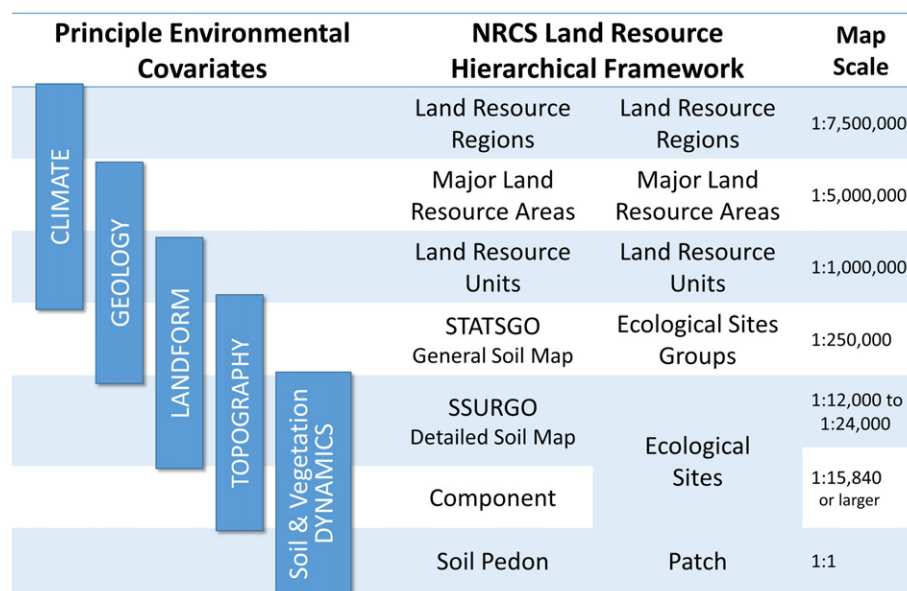 Principle Environmental
Covariates
NRCS Land Resource
Hierarchical Framework
Map
Scale
CLIMATE
GEOLOGY
LANDFORM
TOPOGRAPHY
Soil & Vegetation
DYNAMICS
Land Resource
Regions
Land Resource
Regions
1:7,500,000
Major Land
Resource Areas
Major Land
Resource Areas
1:5,000,000
Land Resource
Units
Land Resource
Units
1:1,000,000
STATSGO
General Soil Map
Ecological Sites
Groups
1:250,000
SSURGO
Detailed Soil Map
Ecological
Sites
1:12,000 to
1:24,000
Component
1:15,840
or larger
Soil Pedon
Patch
1:1